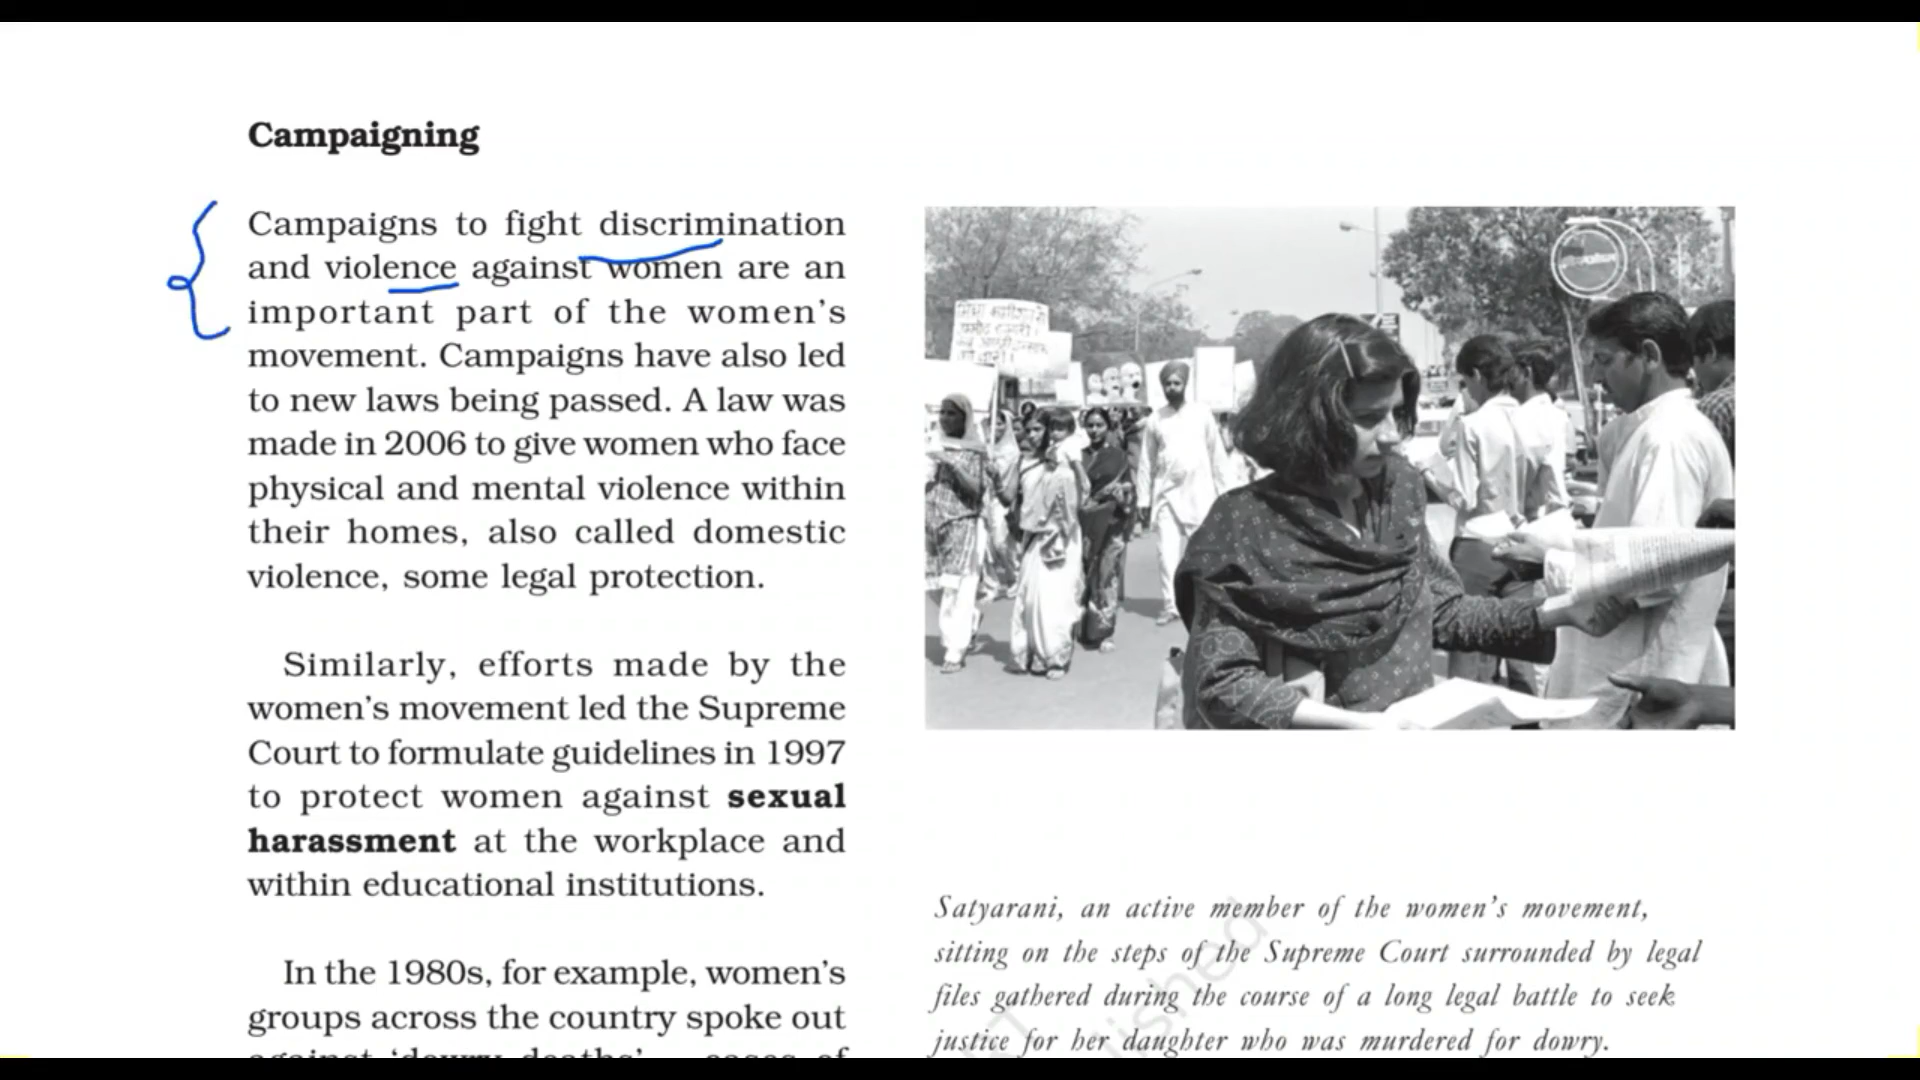 Campaigning
Campaigns to fight discrimination
and violence against women are an
important part of the women's
movement. Campaigns have also led
to new laws being passed. A law was
made in 2006 to give women who face
physical and mental violence within
their homes, also called domestic
violence, some legal protection.
Similarly, efforts made by the
women's movement led the Supreme
Court to formulate guidelines in 1997
to protect women against sexual
harassment at the workplace and
within educational institutions.
In the 1980s, for example, women's
groups across the country spoke out
against 'dowry deaths' – cases of
Satyarani, an active member of the women's movement,
sitting on the steps of the Supreme Court surrounded by legal
files gathered during the course of a long legal battle to seek
justice for her daughter who was murdered for dowry.